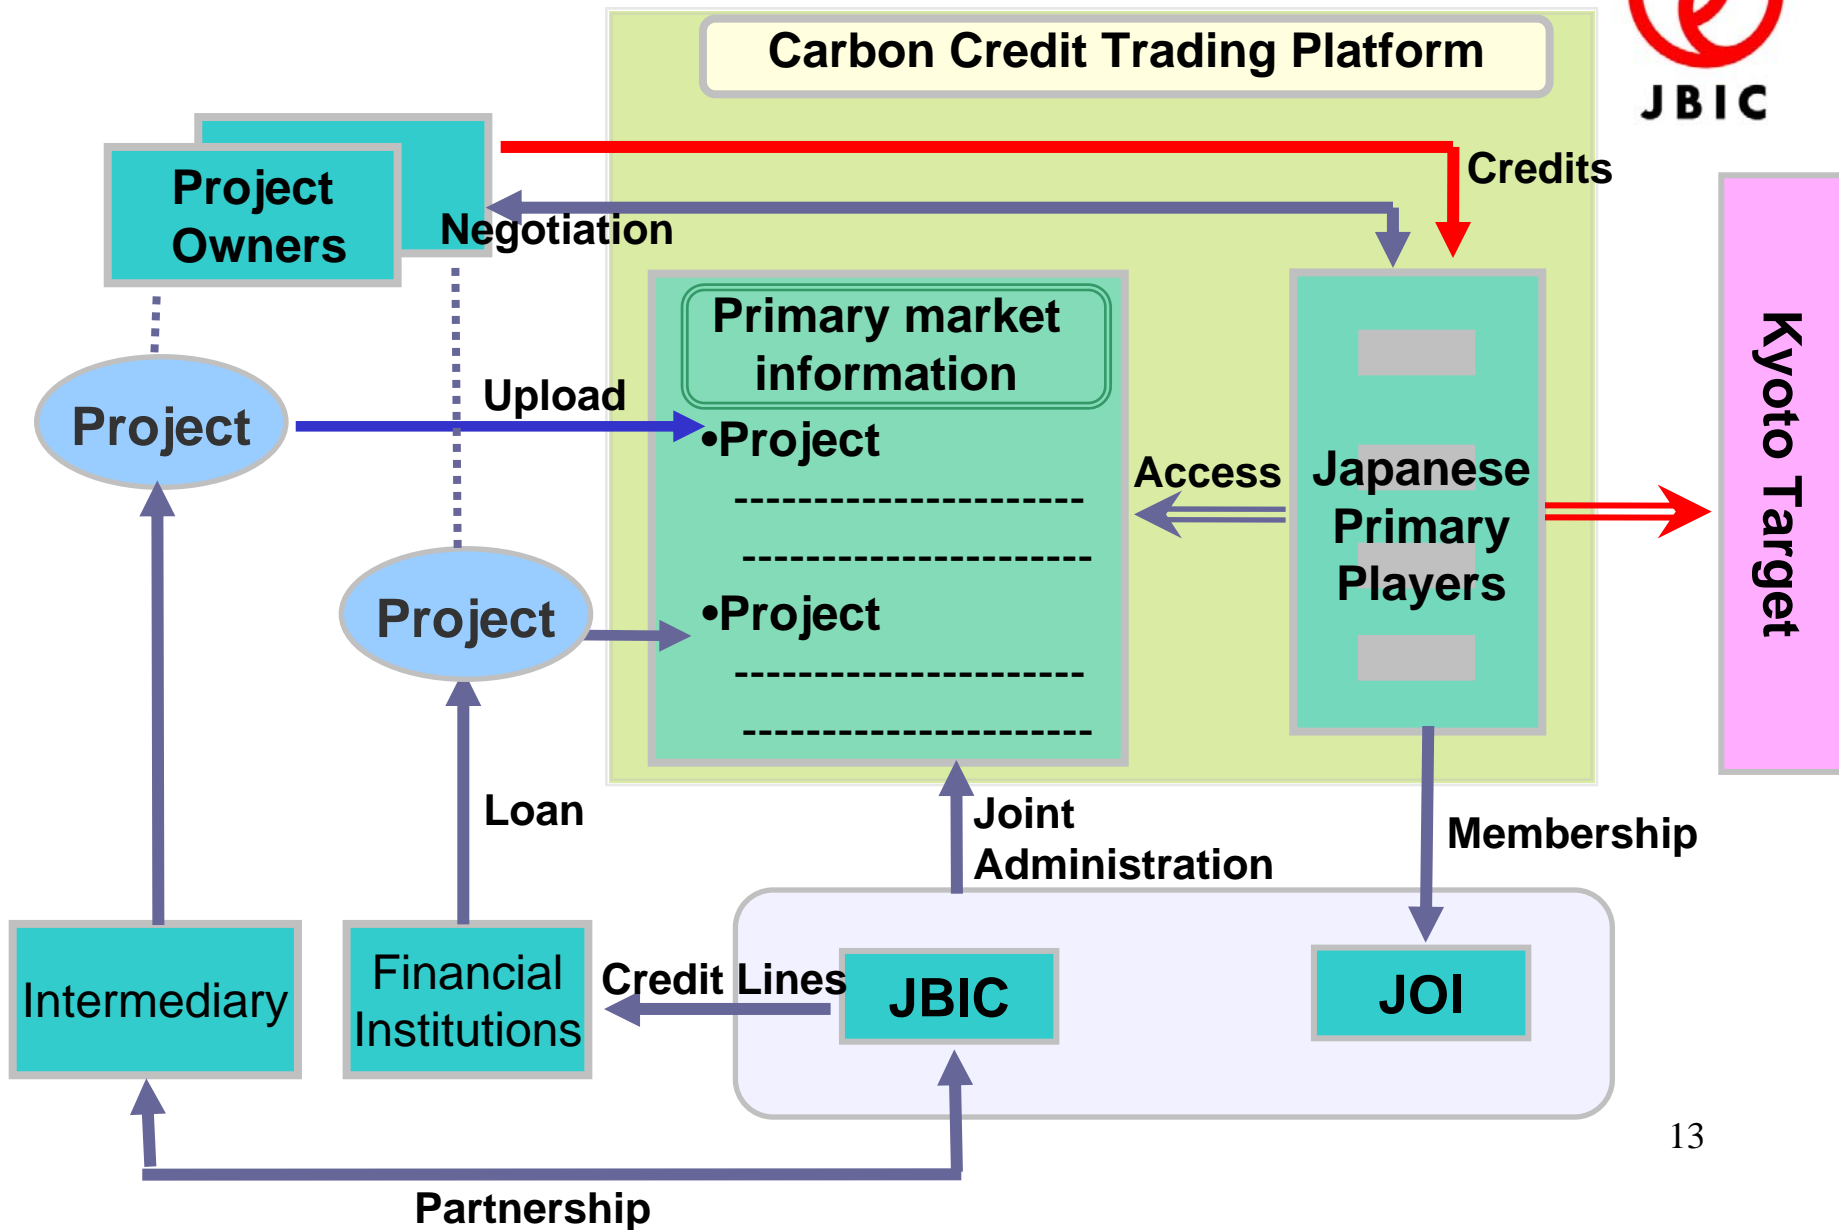 Carbon Credit Trading Platform
JBIC
Project
Owners
Credits
Negotiation
Primary market
information
Upload
Project
•Project
----------------------
----------------------
Access
Japanese
Primary
Players
Kyoto Target
Project
•Project
----------------------
----------------------
Loan
Joint
Administration
Membership
Intermediary
Financial
Institutions
Credit Lines
JBIC
JOI
13
Partnership